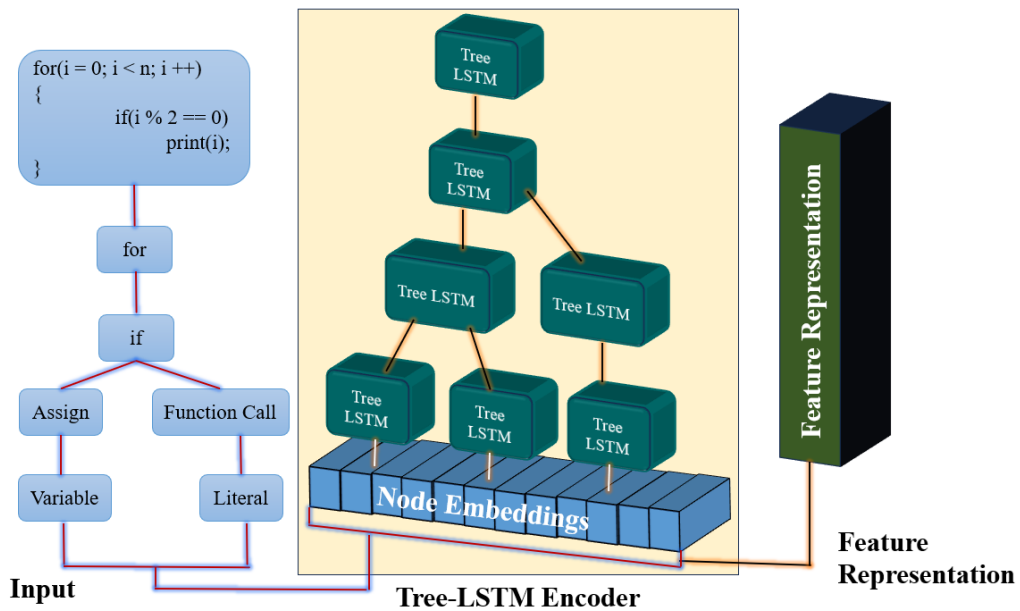 for(i = 0; i < n; i ++)
{
if(i % 2 == 0)
print(i);
}
for
if
Assign
Function Call
Variable
Literal
Input
Tree
LSTM
Tree
LSTM
Tree LSTM
Tree LSTM
Tree
LSTM
Tree
LSTM
Tree
LSTM
Node Embeddings
Tree-LSTM Encoder
Feature Representation
Feature
Representation